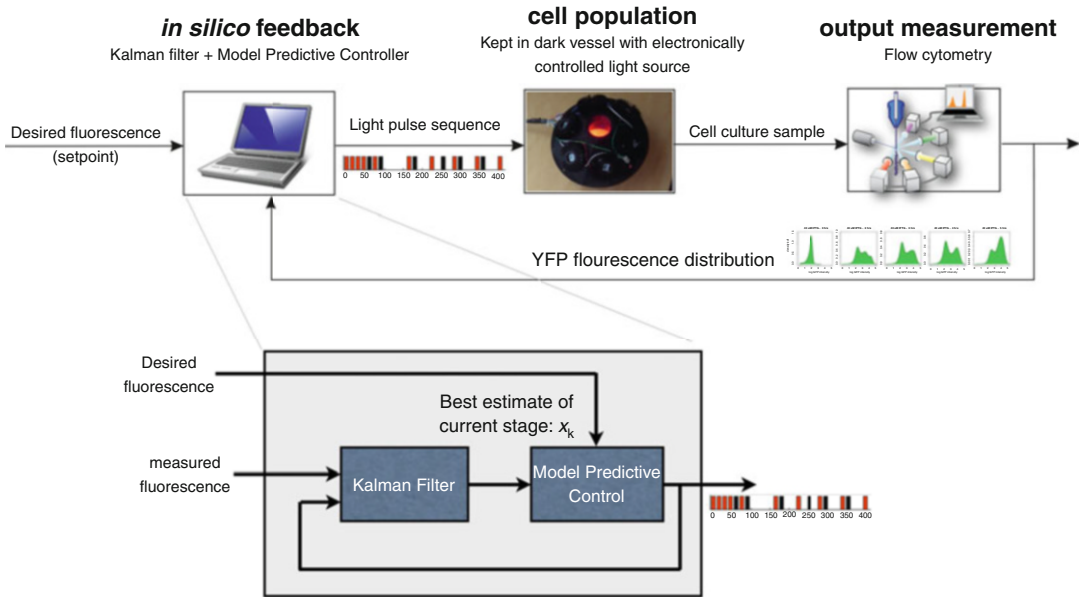 in silico feedback
Kalman filter + Model Predictive Controller
cell population
Kept in dark vessel with electronically
controlled light source
output measurement
Flow cytometry
Desired fluorescence
(setpoint)
Light pulse sequence
0 50 100 150 200 250 300 350 400
Cell culture sample
YFP flourescence distribution
Desired
fluorescence
Best estimate of
current stage: xk
measured
fluorescence
Kalman Filter
Model Predictive
Control
0 50 100 150 200 250 300 350 400